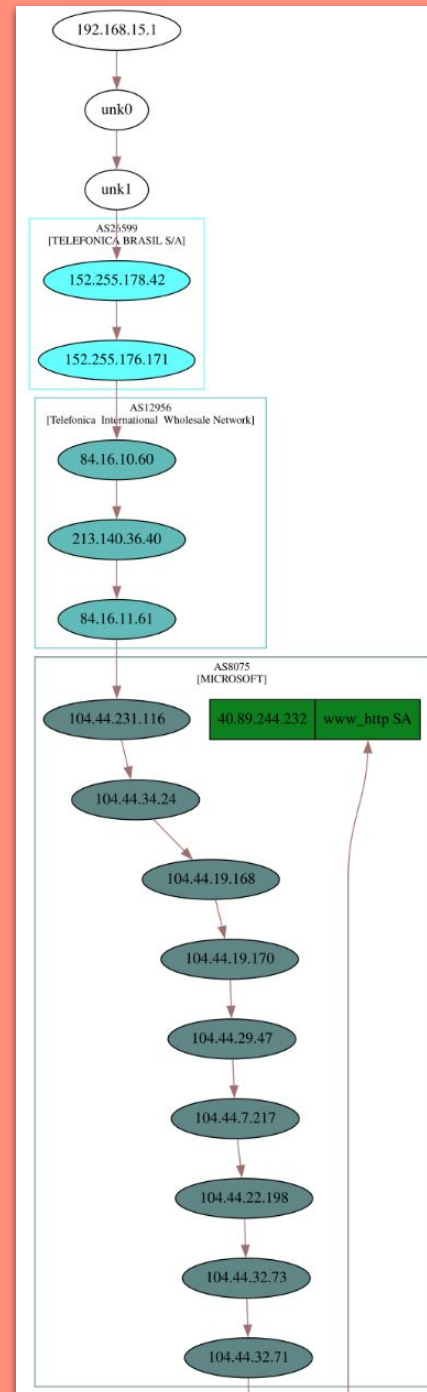 192.168.15.1
unk0
unk1
AS26599
[TELEFONICA BRASIL S/A]
152.255.178.42
152.255.176.171
AS12956
[Telefonica International Wholesale Network]
84.16.10.60
213.140.36.40
84.16.11.61
AS8075
[MICROSOFT]
104.44.231.116
40.89.244.232 www_http SA
104.44.34.24
104.44.19.168
104.44.19.170
104.44.29.47
104.44.7.217
104.44.22.198
104.44.32.73
104.44.32.71